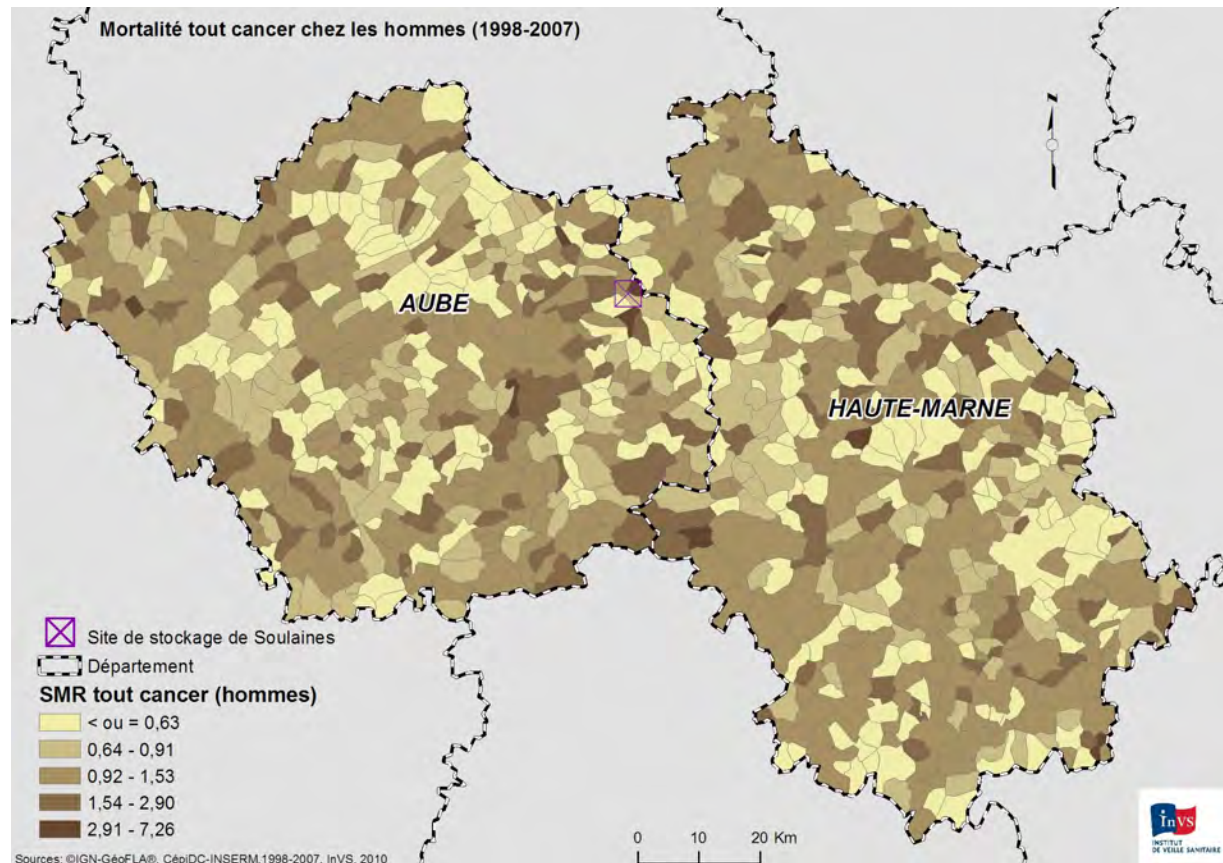 Mortalité tout cancer chez les hommes (1998-2007)
N
AUBE
HAUTE-MARNE
Site de stockage de Soulaines
Département
SMR tout cancer (hommes)
< ou = 0,63
0,64 - 0,91
0,92 - 1,53
1,54 - 2,90
2,91 - 7,26
0 10 20 Km
Sources: ©IGN-GéoFLA®, CépiDC-INSERM,1998-2007, InVS, 2010
InVS
INSTITUT
DE VEILLE SANITAIRE